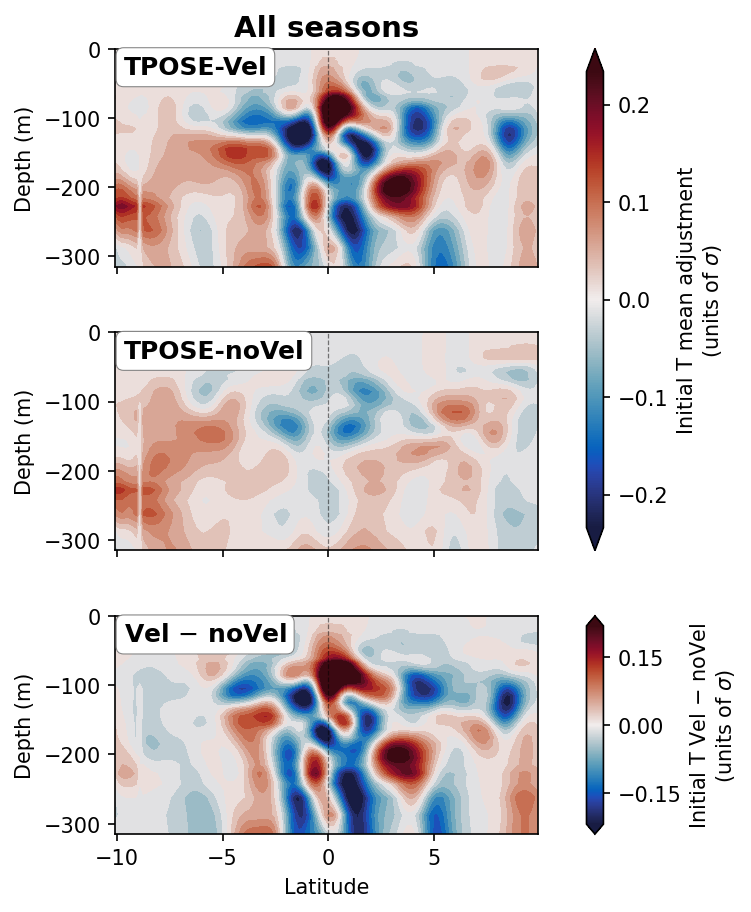 All seasons
TPOSE-Vel
0
−100
−200
−300
Depth (m)
0.2
0.1
0.0
−0.1
−0.2
Initial T mean adjustment
(units of σ)
TPOSE-noVel
0
−100
−200
−300
Depth (m)
Vel − noVel
0
−100
−200
−300
Depth (m)
−10
−5
0
5
Latitude
0.15
0.00
−0.15
Initial T Vel − noVel
(units of σ)